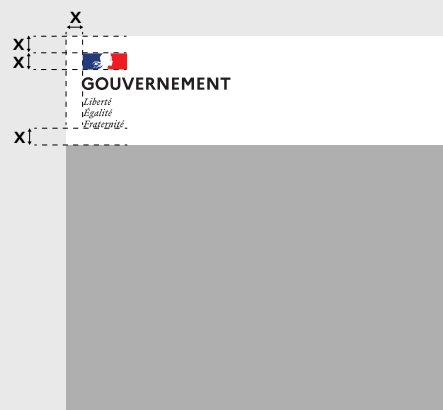 X
X
X
GOUVERNEMENT
Liberté
Égalité
Fraternité
X